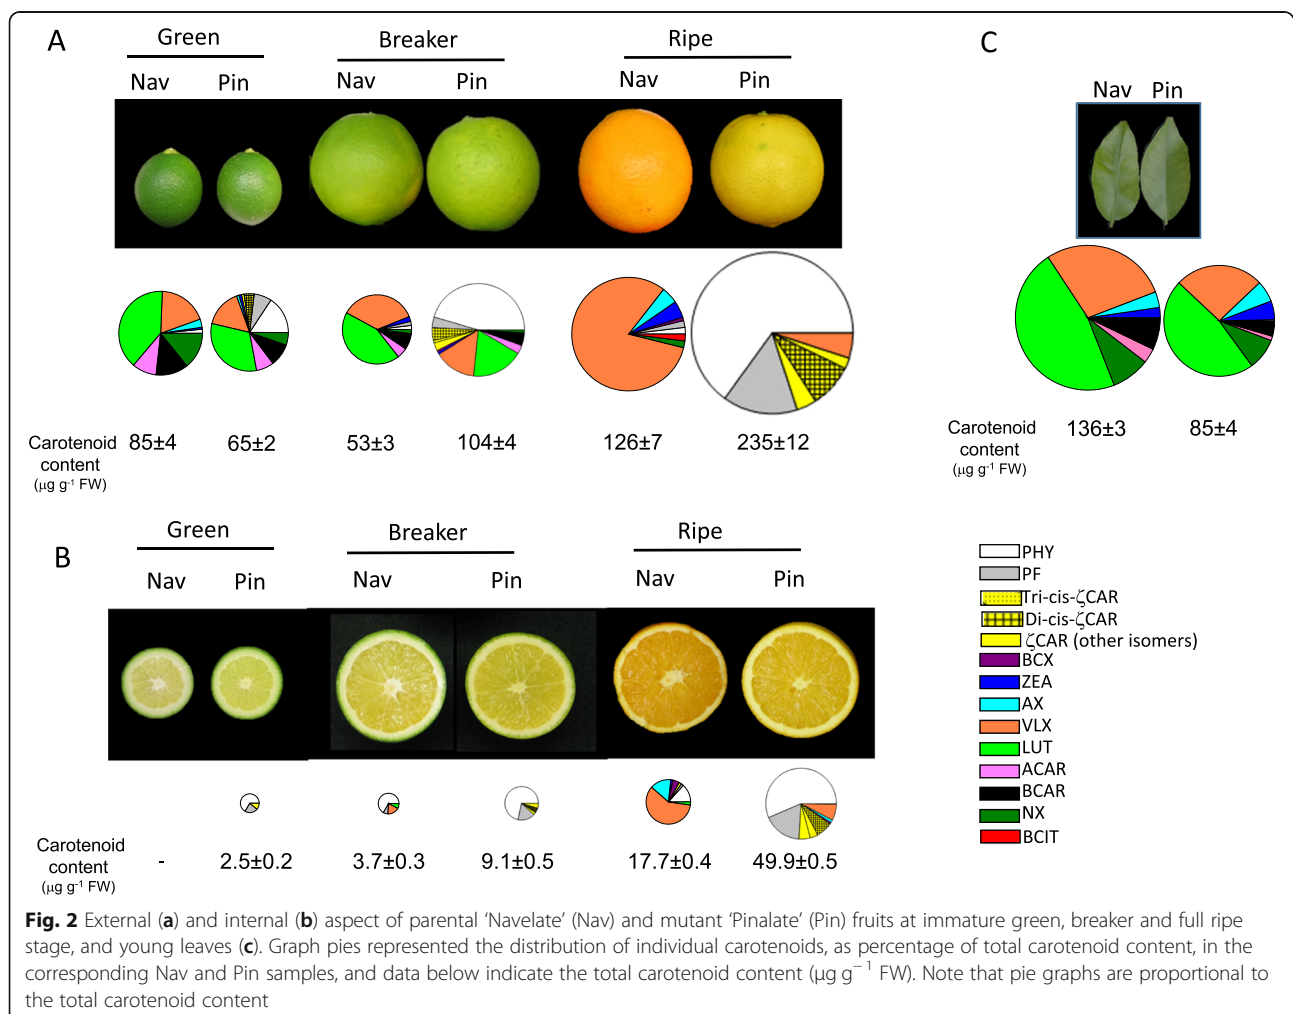 A
Green
Breaker
Ripe
Nav
Pin
Nav
Pin
Nav
Pin
Carotenoid
content
(µg g-1 FW)
85±4
65±2
53±3
104±4
126±7
235±12
C
Nav
Pin
Carotenoid
content
(µg g-1 FW)
136±3
85±4
B
Green
Breaker
Ripe
Nav
Pin
Nav
Pin
Nav
Pin
Carotenoid
content
(µg g-1 FW)
-
2.5±0.2
3.7±0.3
9.1±0.5
17.7±0.4
49.9±0.5
PHY
PF
Tri-cis-ζCAR
Di-cis-ζCAR
ζCAR (other isomers)
BCX
ZEA
AX
VLX
LUT
ACAR
BCAR
NX
BCIT
Fig. 2 External (a) and internal (b) aspect of parental ‘Navelate’ (Nav) and mutant ‘Pinalate’ (Pin) fruits at immature green, breaker and full ripe
stage, and young leaves (c). Graph pies represented the distribution of individual carotenoids, as percentage of total carotenoid content, in the
corresponding Nav and Pin samples, and data below indicate the total carotenoid content (µg g− 1 FW). Note that pie graphs are proportional to
the total carotenoid content